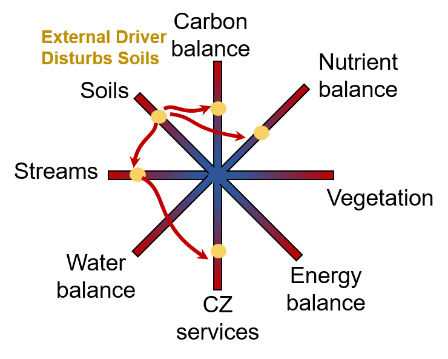 External Driver
Disturbs Soils
Carbon
balance
Nutrient
balance
Soils
Streams
Vegetation
Water
balance
Energy
balance
CZ
services